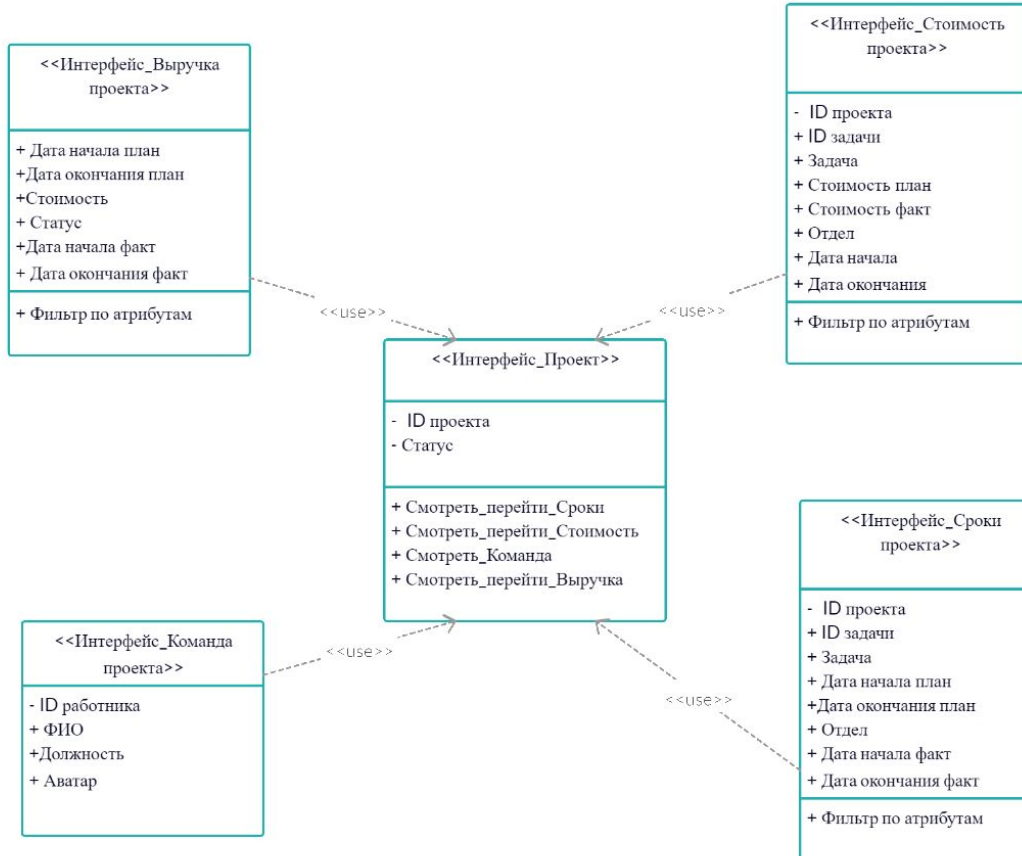 <<Интерфейс_Выручка
проекта>>
+ Дата начала план
+Дата окончания план
+Стоимость
+ Статус
+Дата начала факт
+ Дата окончания факт
+ Фильтр по атрибутам
<<Интерфейс_Стоимость
проекта>>
- ID проекта
+ ID задачи
+ Задача
+ Стоимость план
+ Стоимость факт
+ Отдел
+ Дата начала
+ Дата окончания
+ Фильтр по атрибутам
<<use>>
<<use>>
<<Интерфейс_Проект>>
- ID проекта
- Статус
+ Смотреть_перейти_Сроки
+ Смотреть_перейти_Стоимость
+ Смотреть_Команда
+ Смотреть_перейти_Выручка
<<use>>
<<use>>
<<Интерфейс_Команда
проекта>>
- ID работника
+ ФИО
+Должность
+ Аватар
<<Интерфейс_Сроки
проекта>>
- ID проекта
+ ID задачи
+ Задача
+ Дата начала план
+Дата окончания план
+ Отдел
+ Дата начала факт
+ Дата окончания факт
+ Фильтр по атрибутам